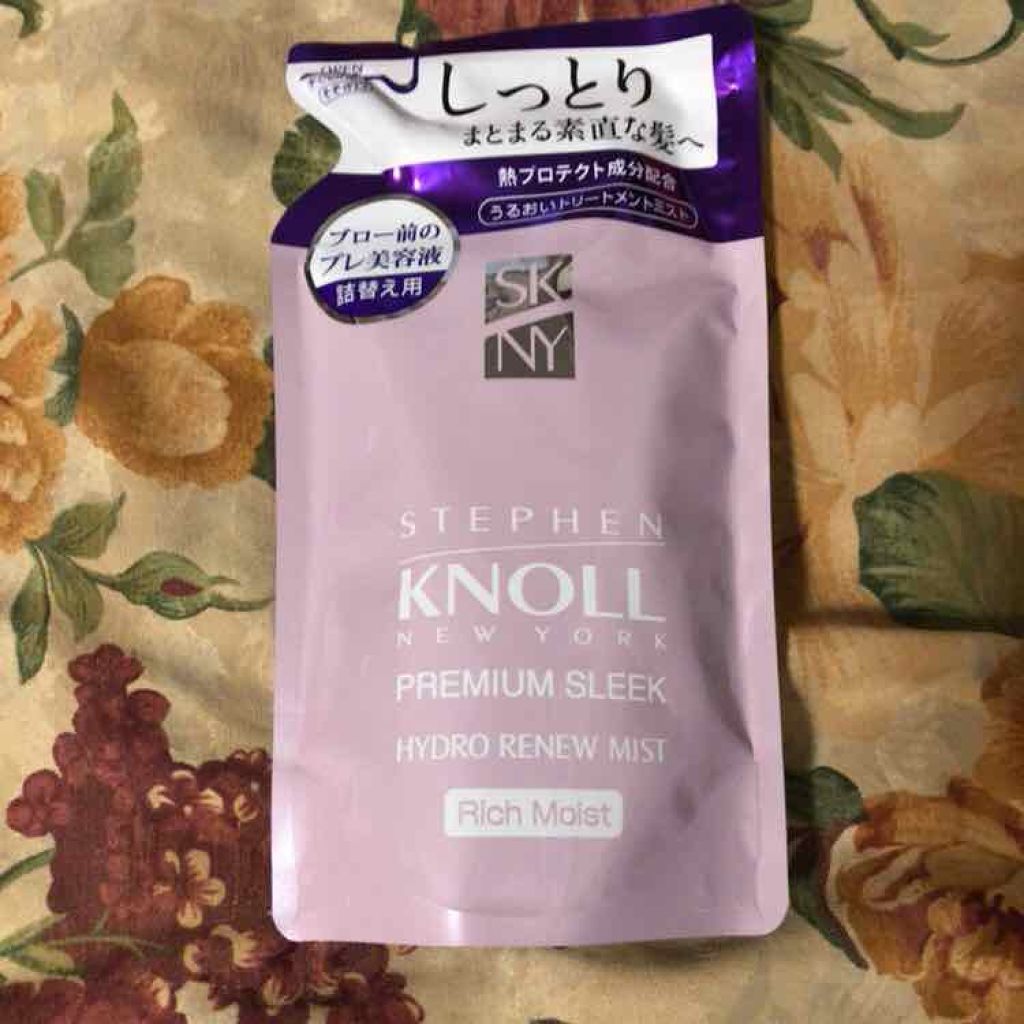 しっとり
まとまる素直な髪へ
熱プロテクト成分配合
うるおいトリートメントミスト
ブロー前の
プレ美容液
詰替え用
SK
NY
STEPHEN
KNOLL
NEW YORK
PREMIUM SLEEK
HYDRO RENEW MIST
Rich Moist